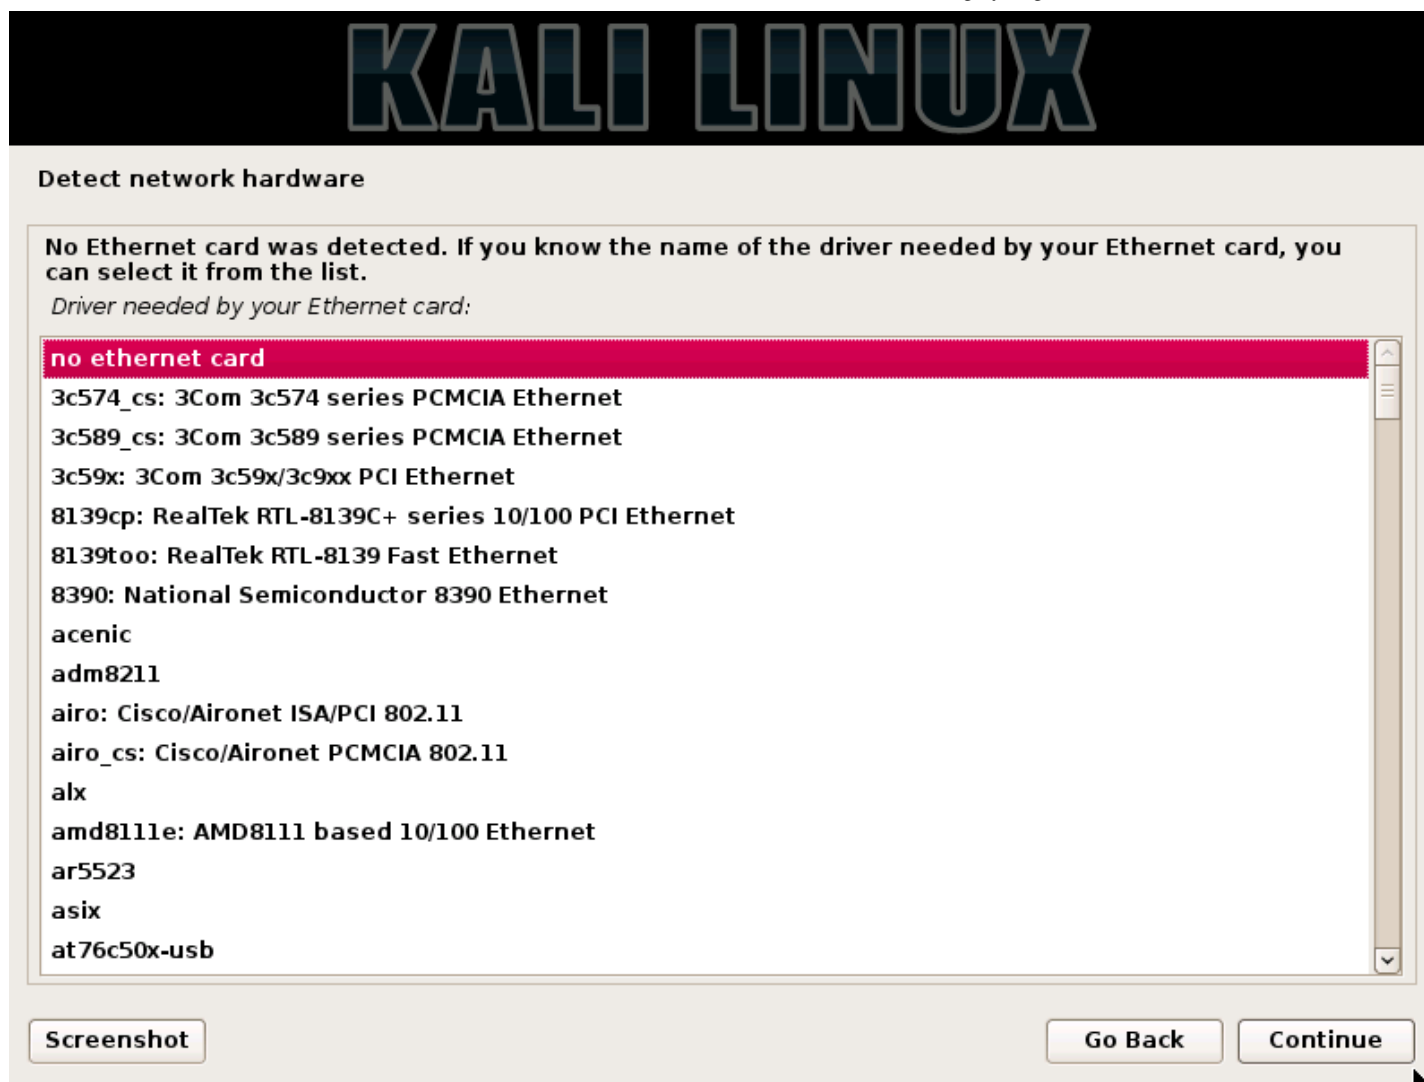 KALI LINUX
Detect network hardware
No Ethernet card was detected. If you know the name of the driver needed by your Ethernet card, you
can select it from the list.
Driver needed by your Ethernet card:
no ethernet card
3c574_cs: 3Com 3c574 series PCMCIA Ethernet
3c589_cs: 3Com 3c589 series PCMCIA Ethernet
3c59x: 3Com 3c59x/3c9xx PCI Ethernet
8139cp: RealTek RTL-8139C+ series 10/100 PCI Ethernet
8139too: RealTek RTL-8139 Fast Ethernet
8390: National Semiconductor 8390 Ethernet
acenic
adm8211
airo: Cisco/Aironet ISA/PCI 802.11
airo_cs: Cisco/Aironet PCMCIA 802.11
alx
amd8111e: AMD8111 based 10/100 Ethernet
ar5523
asix
at76c50x-usb
Screenshot
Go Back
Continue